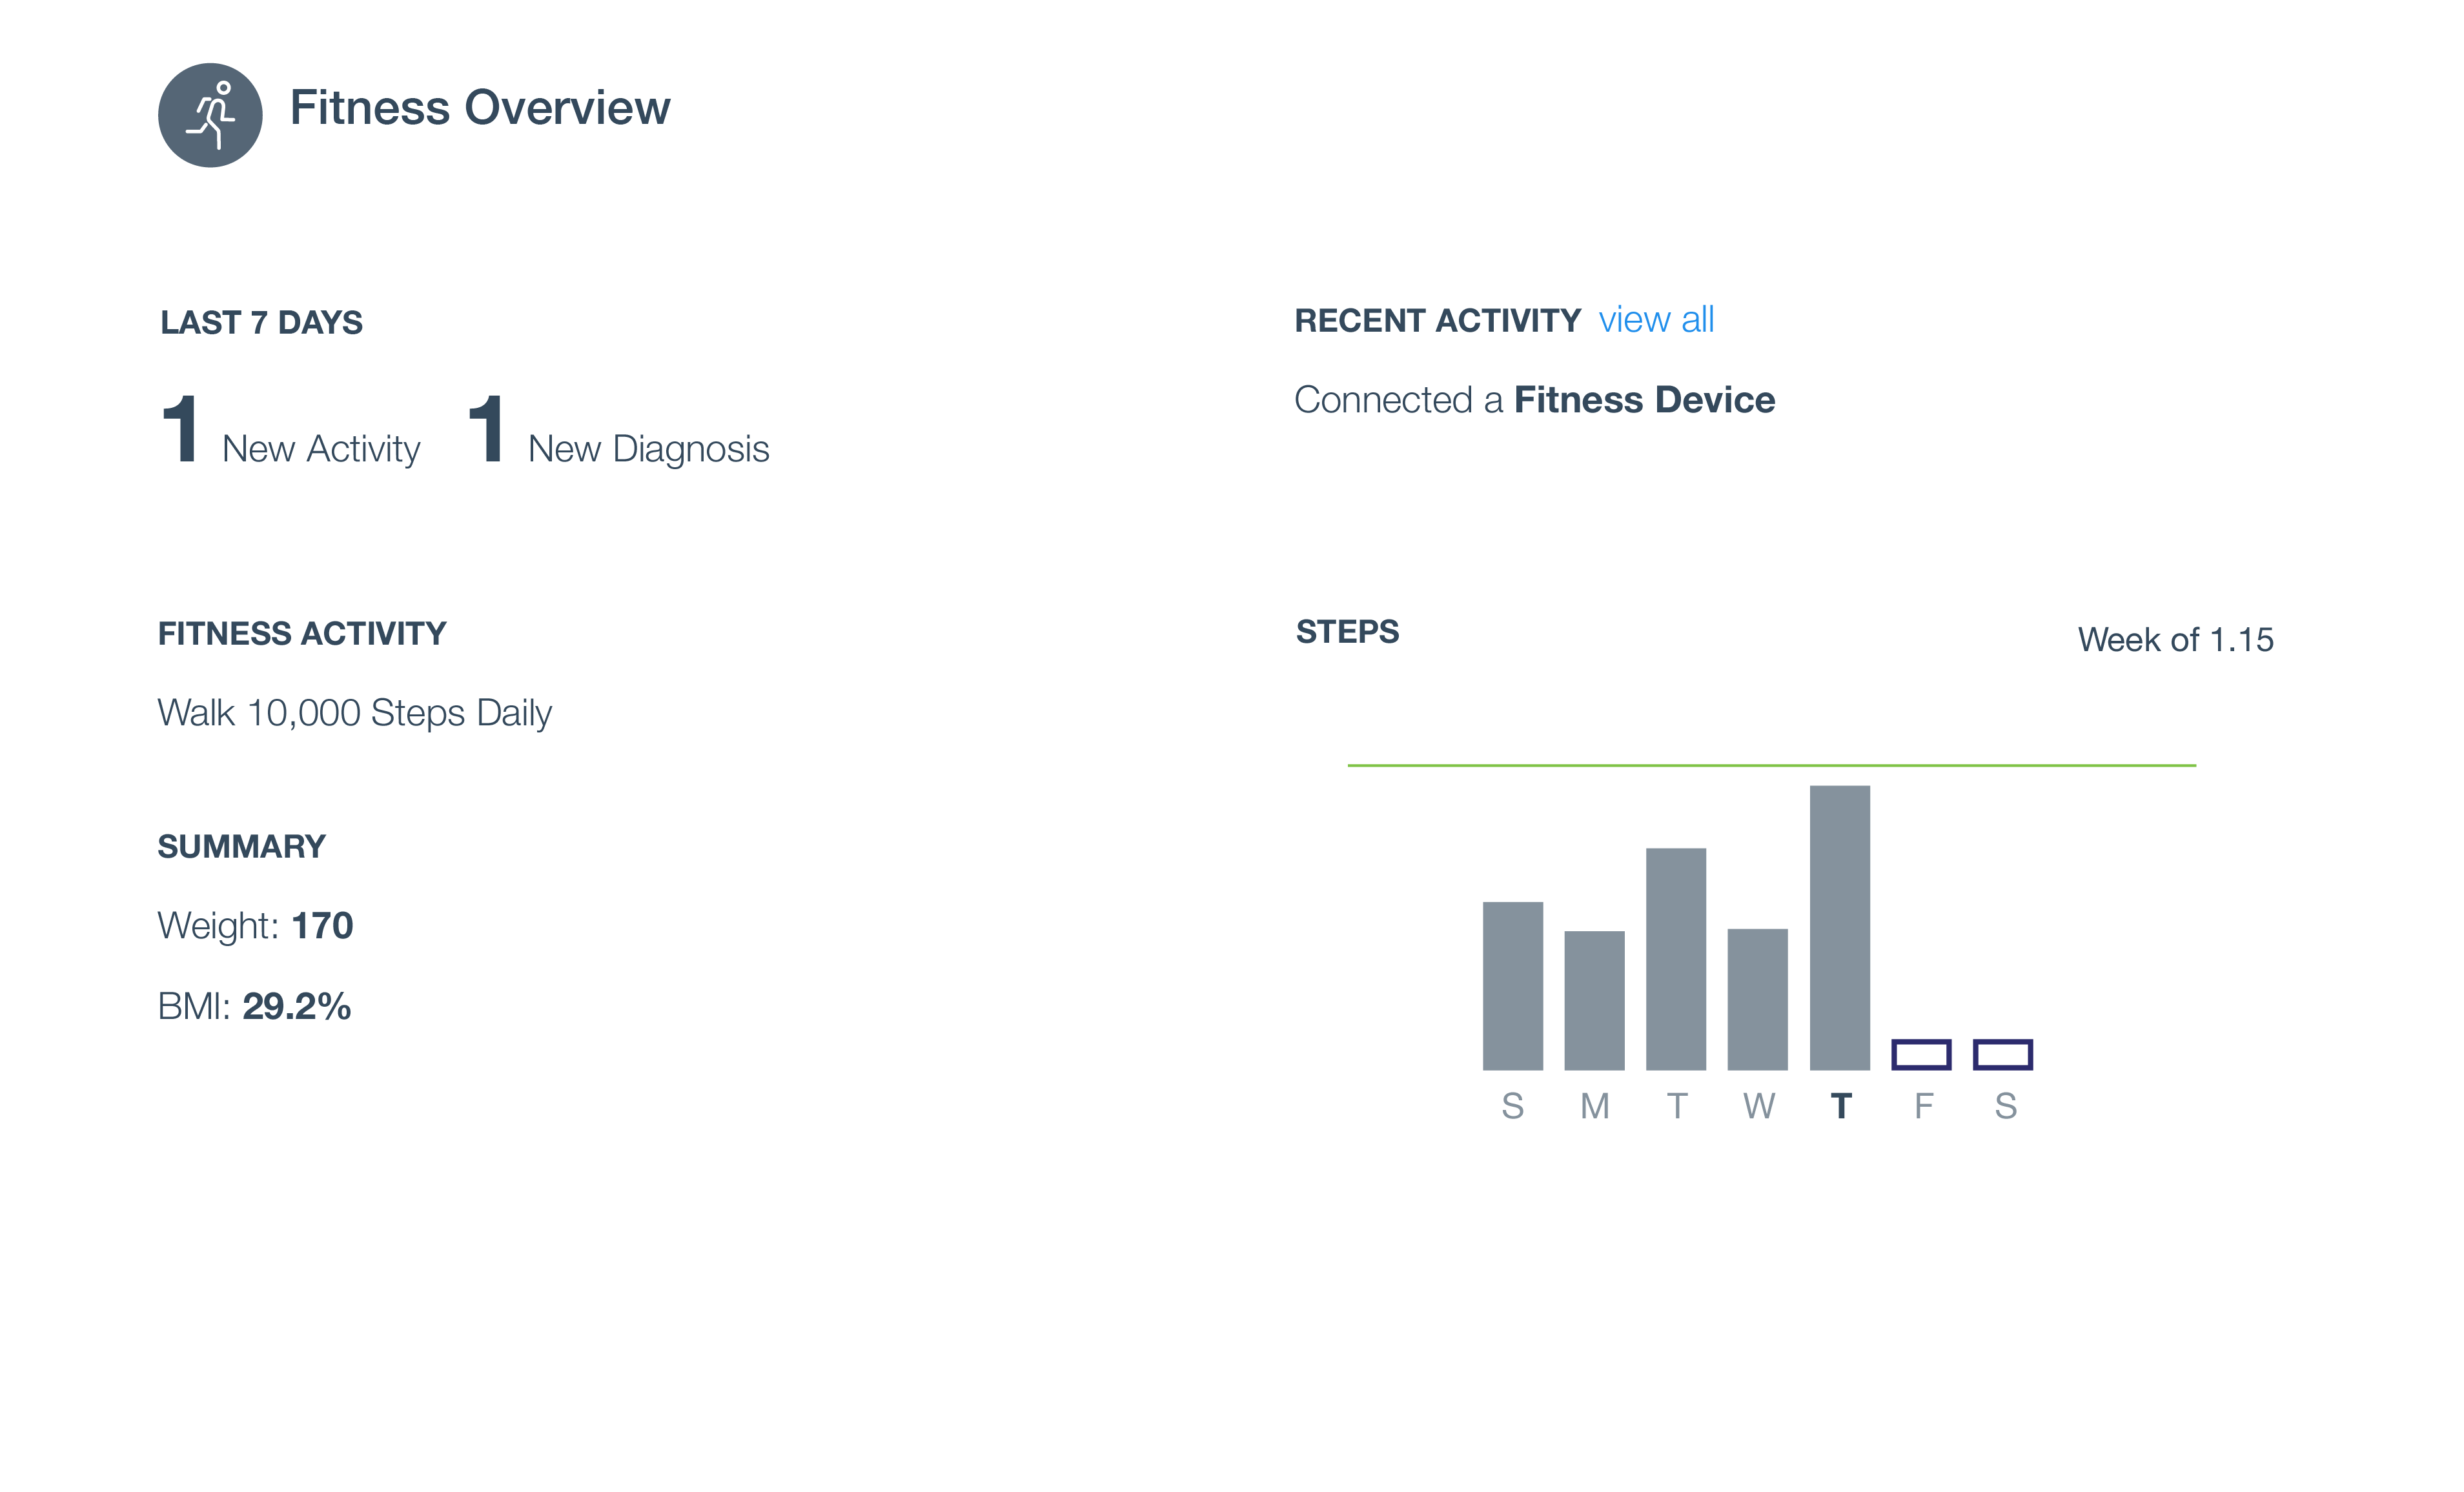 Fitness Overview
LAST 7 DAYS
1 New Activity 1 New Diagnosis
RECENT ACTIVITY view all
Connected a Fitness Device
FITNESS ACTIVITY
Walk 10,000 Steps Daily
SUMMARY
Weight: 170
BMI: 29.2%
STEPS
Week of 1.15
S M T W T F S